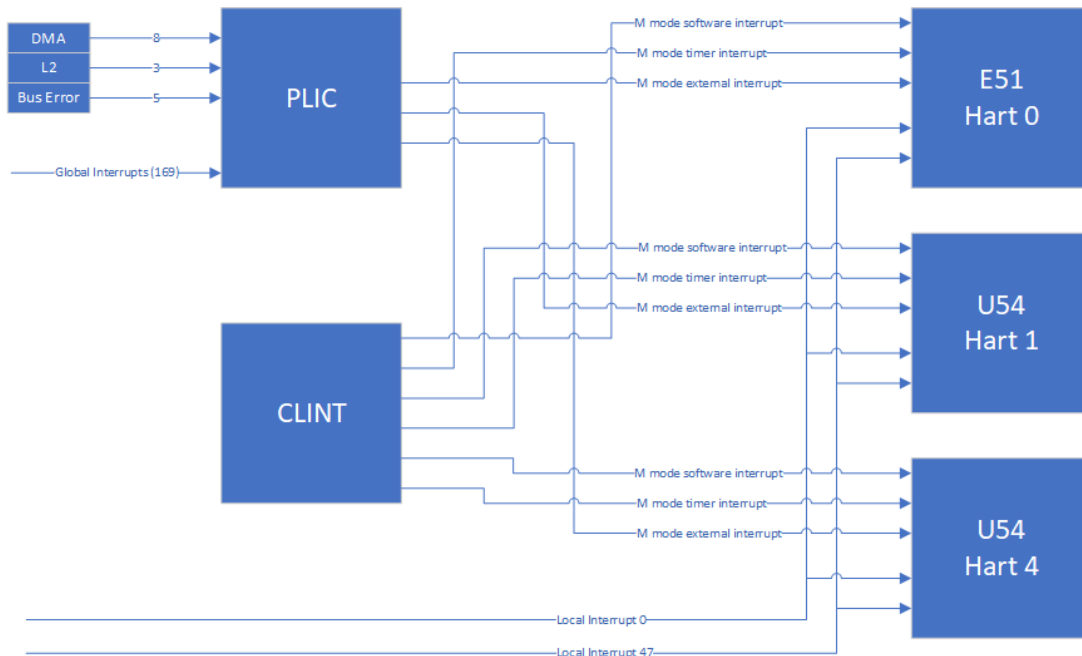 DMA
8
L2
3
Bus Error
5
Global Interrupts (169)
PLIC
M mode software interrupt
M mode timer interrupt
M mode external interrupt
E51
Hart 0
M mode software interrupt
M mode timer interrupt
M mode external interrupt
U54
Hart 1
CLINT
M mode software interrupt
M mode timer interrupt
M mode external interrupt
U54
Hart 4
Local Interrupt 0
Local Interrupt 47